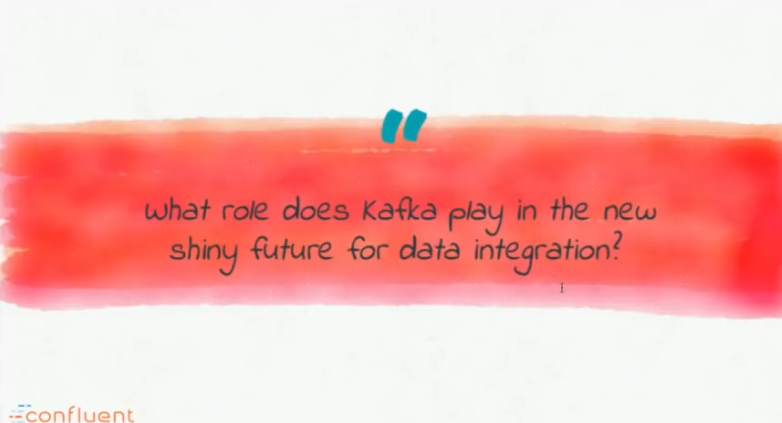 "
what role does Kafka play in the new
shiny future for data integration?
confluent